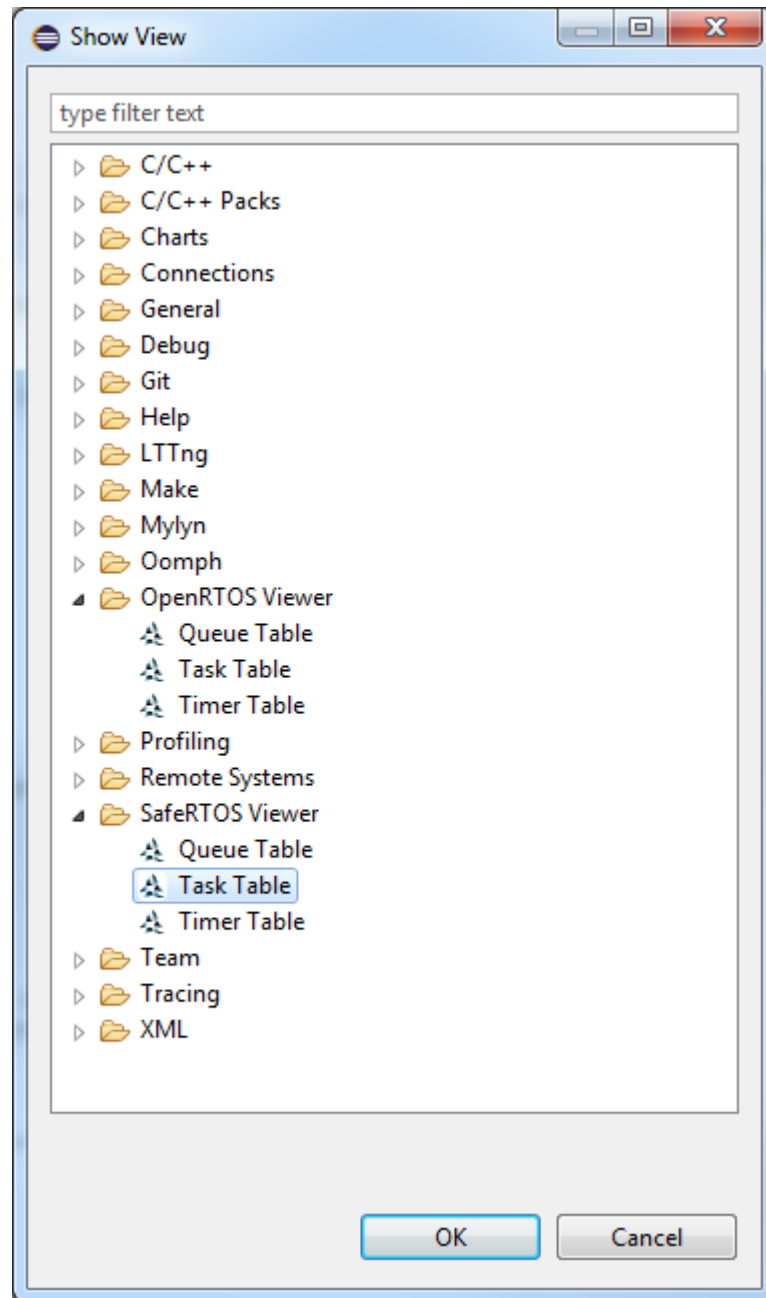 Show View
type filter text
C/C++
C/C++ Packs
Charts
Connections
General
Debug
Git
Help
LTTng
Make
Mylyn
Oomph
OpenRTOS Viewer
Queue Table
Task Table
Timer Table
Profiling
Remote Systems
SafeRTOS Viewer
Queue Table
Task Table
Timer Table
Team
Tracing
XML
OK Cancel